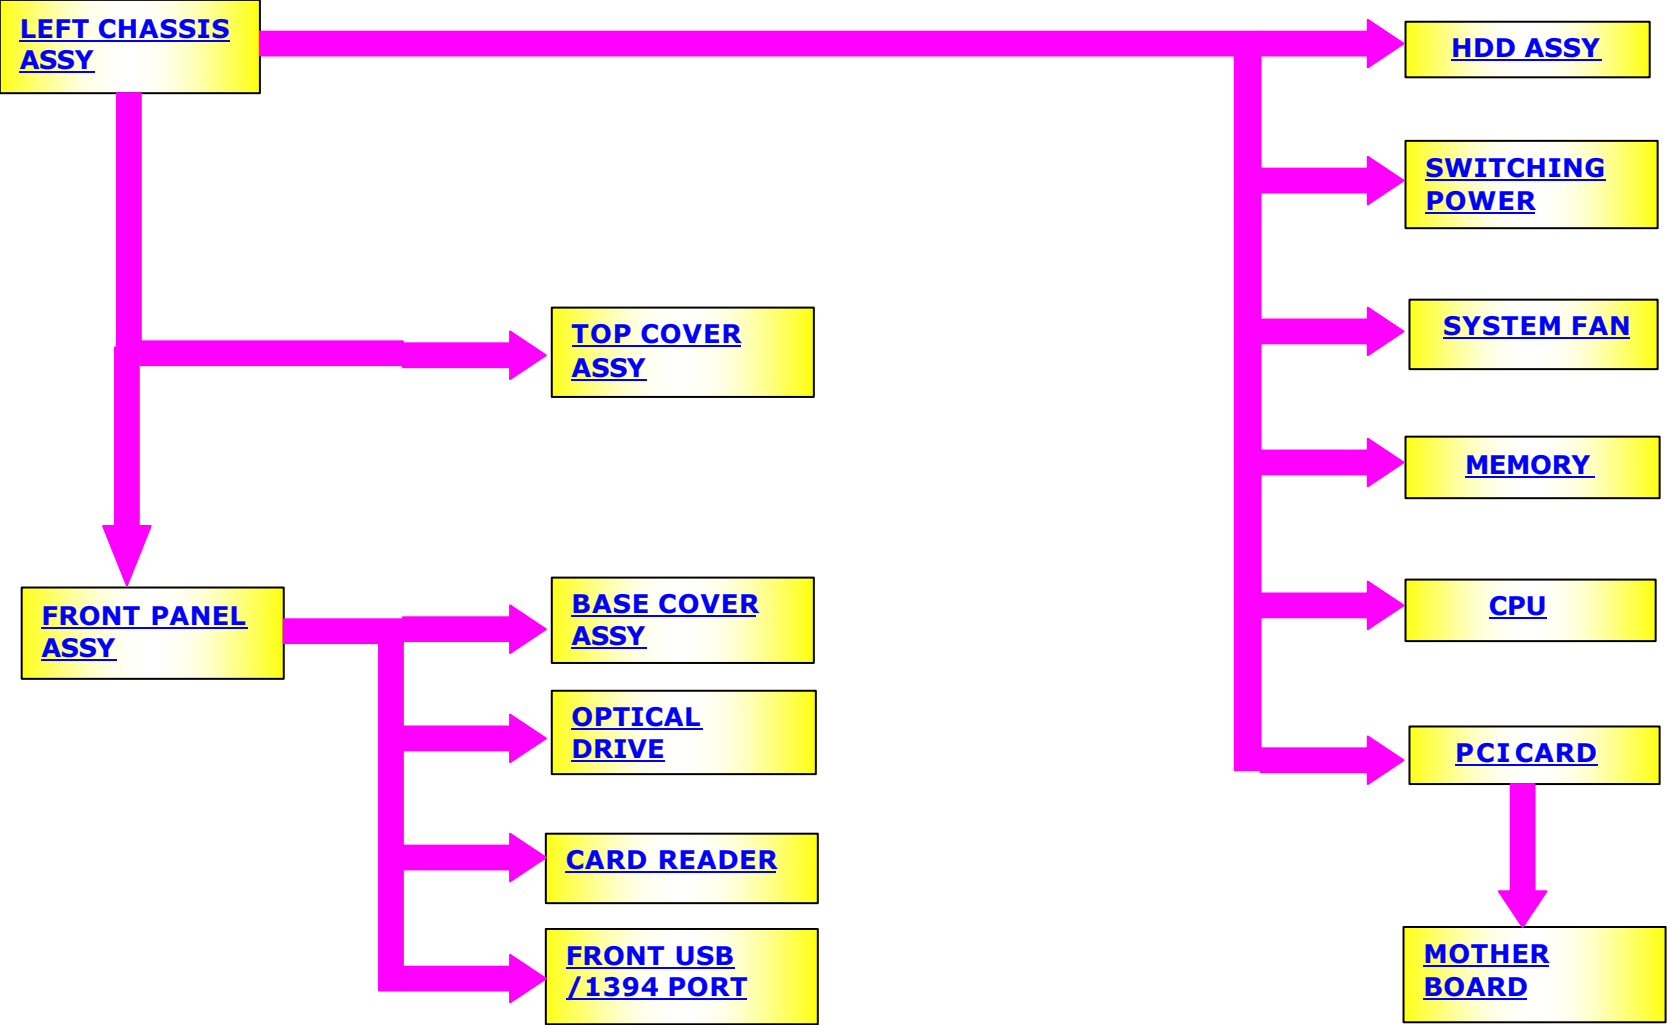 LEFT CHASSIS
ASSY
HDD ASSY
SWITCHING
POWER
SYSTEM FAN
TOP COVER
ASSY
MEMORY
CPU
FRONT PANEL
ASSY
BASE COVER
ASSY
OPTICAL
DRIVE
PCI CARD
CARD READER
FRONT USB
/1394 PORT
MOTHER
BOARD